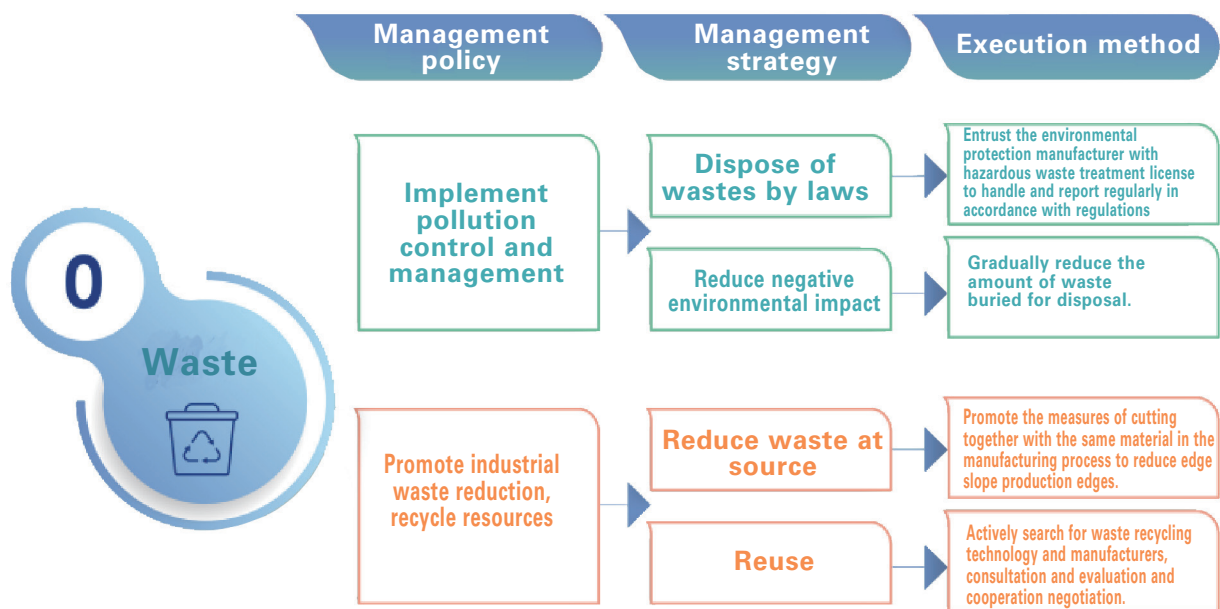 Management
policy
Management
strategy
Execution method
0
Waste
Implement
pollution
control and
management
Dispose of
wastes by laws
Entrust the environmental
protection manufacturer with
hazardous waste treatment license
to handle and report regularly in
accordance with regulations
Reduce negative
environmental impact
Gradually reduce the
amount of waste
buried for disposal.
Promote industrial
waste reduction,
recycle resources
Reduce waste at
source
Promote the measures of cutting
together with the same material in the
manufacturing process to reduce edge
slope production edges.
Reuse
Actively search for waste recycling
technology and manufacturers,
consultation and evaluation and
cooperation negotiation.